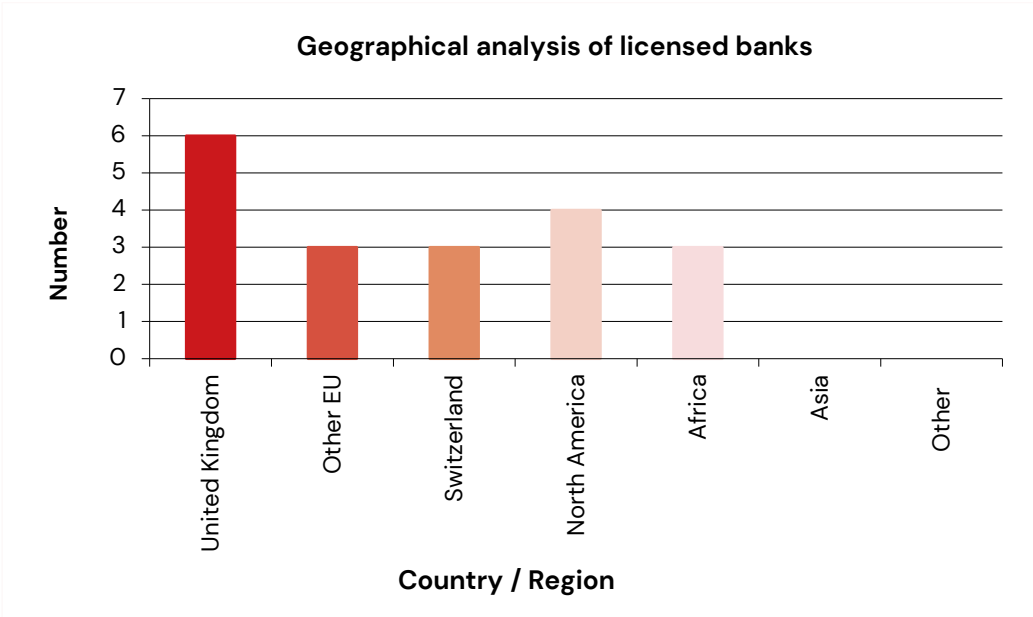 Geographical analysis of licensed banks
7
6
5
4
3
2
1
0
Number
United Kingdom
Other EU
Switzerland
North America
Africa
Asia
Other
Country / Region